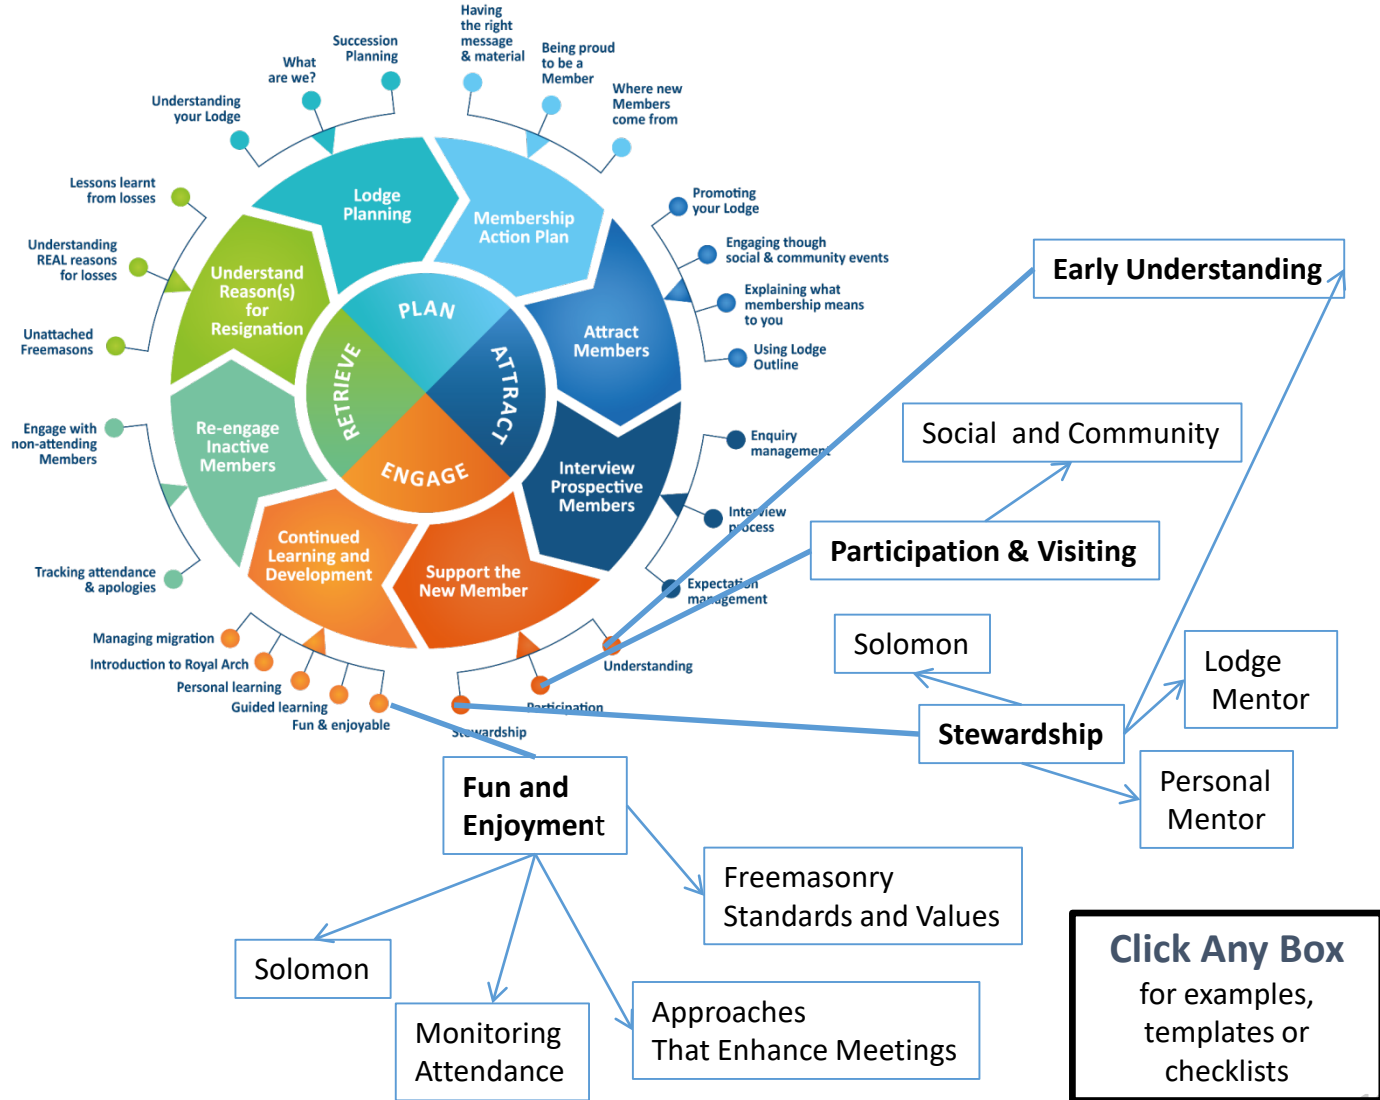 Succession
Planning
What
are we?
Understanding
your Lodge
Having
the right
message
& material
Being proud
to be a
Member
Where new
Members
come from
Lessons learnt
from losses
Understanding
REAL reasons
for losses
Unattached
Freemasons
Engage with
non-attending
Members
Tracking attendance
& apologies
Lodge
Planning
Membership
Action Plan
Understand
Reason(s)
for
Resignation
Attract
Members
Re-engage
Inactive
Members
Interview
Prospective
Members
Continued
Learning and
Development
Support the
New Member
PLAN
ATTRACT
ENGAGE
RETRIEVE
Promoting
your Lodge
Engaging though
social & community events
Explaining what
membership means
to you
Using Lodge
Outline
Enquiry
management
Interview
process
Expectation
management
Managing migration
Introduction to Royal Arch
Personal learning
Guided learning
Fun & enjoyable
Understanding
Participation
Stewardship
Early Understanding
Social and Community
Participation & Visiting
Solomon
Lodge
Mentor
Stewardship
Personal
Mentor
Fun and
Enjoyment
Freemasonry
Standards and Values
Solomon
Monitoring
Attendance
Approaches
That Enhance Meetings
Click Any Box
for examples,
templates or
checklists